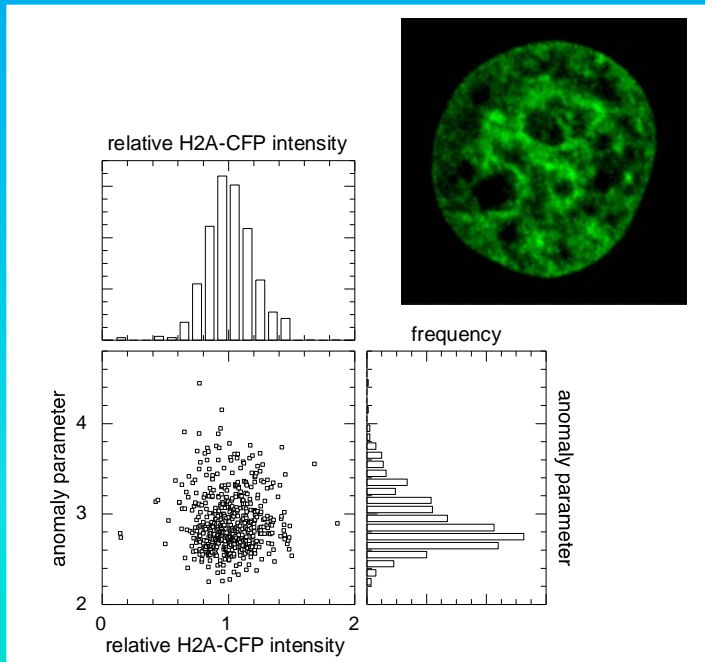 relative H2A-CFP intensity
frequency
anomaly parameter
4
3
2
anomaly parameter
0
1
2
relative H2A-CFP intensity